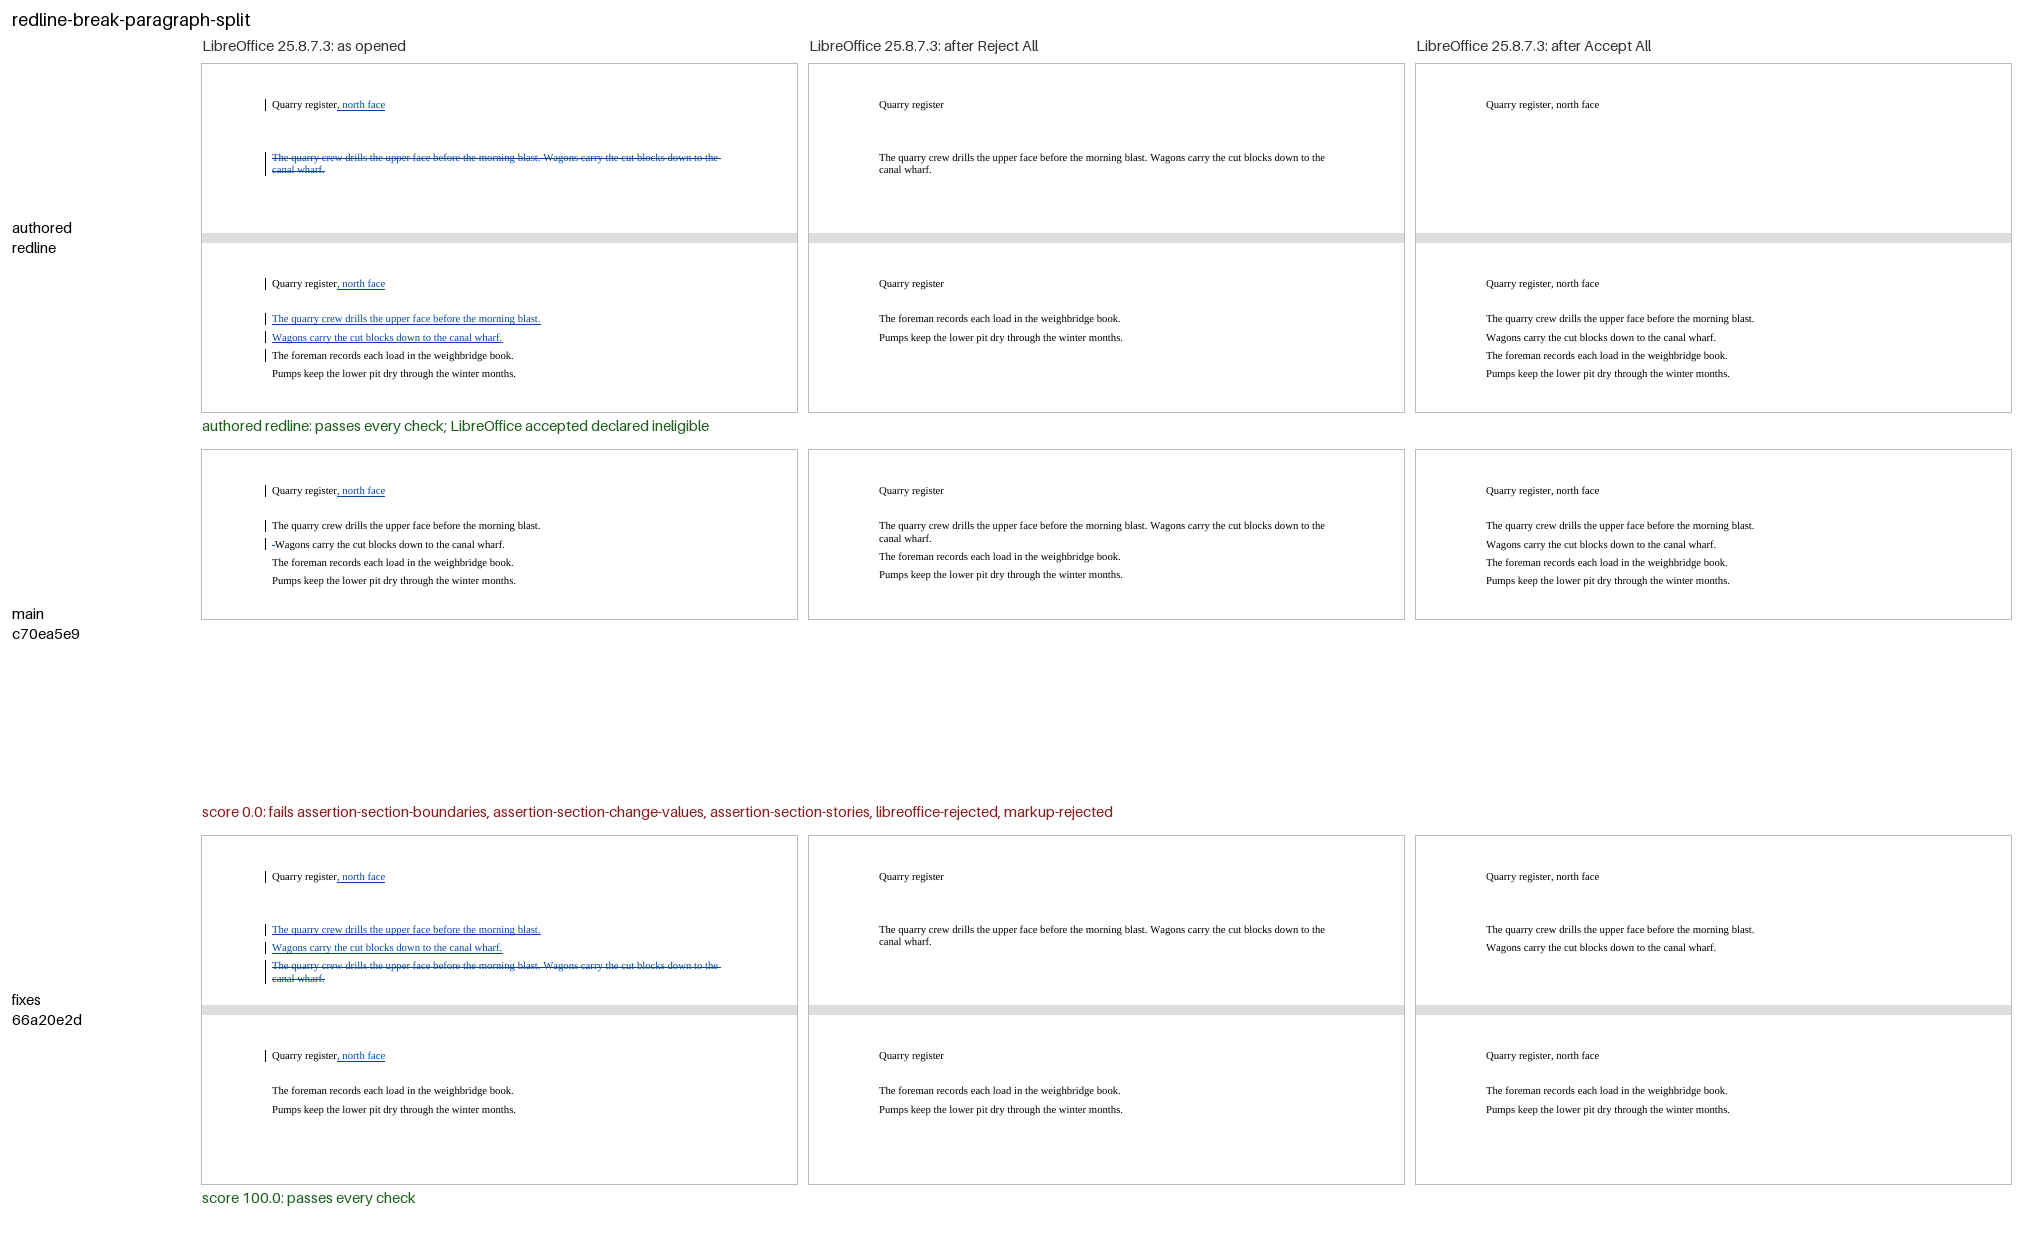 redline-break-paragraph-split
LibreOffice 25.8.7.3: as opened
LibreOffice 25.8.7.3: after Reject All
LibreOffice 25.8.7.3: after Accept All
authored
redline
Quarry register, north face
The quarry crew drills the upper face before the morning blast. Wagons carry the cut blocks down to the
canal wharf.
Quarry register, north face
The quarry crew drills the upper face before the morning blast.
Wagons carry the cut blocks down to the canal wharf.
The foreman records each load in the weighbridge book.
Pumps keep the lower pit dry through the winter months.
Quarry register
The quarry crew drills the upper face before the morning blast. Wagons carry the cut blocks down to the
canal wharf.
Quarry register
The foreman records each load in the weighbridge book.
Pumps keep the lower pit dry through the winter months.
Quarry register, north face
Quarry register, north face
The quarry crew drills the upper face before the morning blast.
Wagons carry the cut blocks down to the canal wharf.
The foreman records each load in the weighbridge book.
Pumps keep the lower pit dry through the winter months.
authored redline: passes every check; LibreOffice accepted declared ineligible
main
c70ea5e9
Quarry register, north face
The quarry crew drills the upper face before the morning blast.
-Wagons carry the cut blocks down to the canal wharf.
The foreman records each load in the weighbridge book.
Pumps keep the lower pit dry through the winter months.
Quarry register
The quarry crew drills the upper face before the morning blast. Wagons carry the cut blocks down to the
canal wharf.
The foreman records each load in the weighbridge book.
Pumps keep the lower pit dry through the winter months.
Quarry register, north face
The quarry crew drills the upper face before the morning blast.
Wagons carry the cut blocks down to the canal wharf.
The foreman records each load in the weighbridge book.
Pumps keep the lower pit dry through the winter months.
score 0.0: fails assertion-section-boundaries, assertion-section-change-values, assertion-section-stories, libreoffice-rejected, markup-rejected
fixes
66a20e2d
Quarry register, north face
The quarry crew drills the upper face before the morning blast.
Wagons carry the cut blocks down to the canal wharf.
The quarry crew drills the upper face before the morning blast. Wagons carry the cut blocks down to the
canal wharf.
Quarry register, north face
The foreman records each load in the weighbridge book.
Pumps keep the lower pit dry through the winter months.
Quarry register
The quarry crew drills the upper face before the morning blast. Wagons carry the cut blocks down to the
canal wharf.
Quarry register
The foreman records each load in the weighbridge book.
Pumps keep the lower pit dry through the winter months.
Quarry register, north face
The quarry crew drills the upper face before the morning blast.
Wagons carry the cut blocks down to the canal wharf.
Quarry register, north face
The foreman records each load in the weighbridge book.
Pumps keep the lower pit dry through the winter months.
score 100.0: passes every check